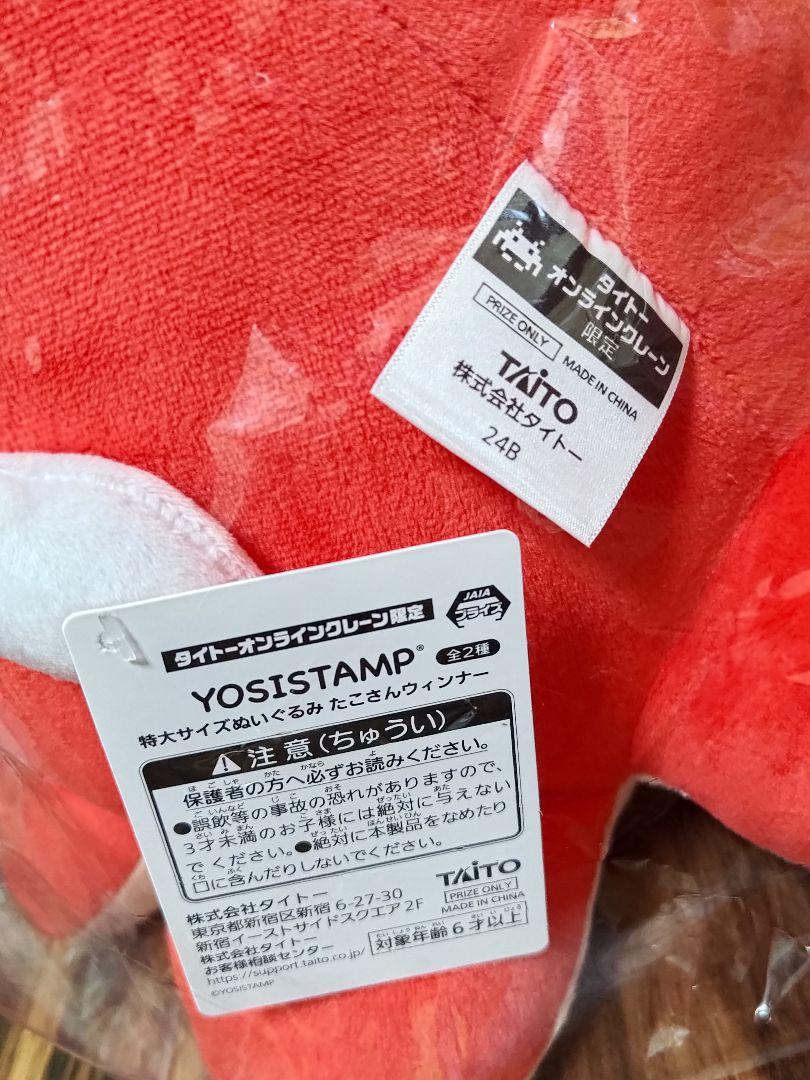 タイトー
オンラインクレーン
限定
PRIZE ONLY
MADE IN CHINA
TAITO
株式会社タイトー
24B
タイトーオンラインクレーン限定
JAIA
プライズ
YOSISTAMP®
全2種
特大サイズぬいぐるみ たこさんウィンナー
注意(ちゅうい)
保護者の方へ必ずお読みください。
●誤飲等の事故の恐れがありますので、
3才未満のお子様には絶対に与えない
でください。●絶対に本製品をなめたり
口に含んだりしないでください。
株式会社タイトー
東京都新宿区新宿 6-27-30
新宿イーストサイドスクエア 2F
株式会社タイトー
お客様相談センター
https://support.taito.co.jp/
©YOSISTAMP
TAITO
PRIZE ONLY
MADE IN CHINA
対象年齢6才以上